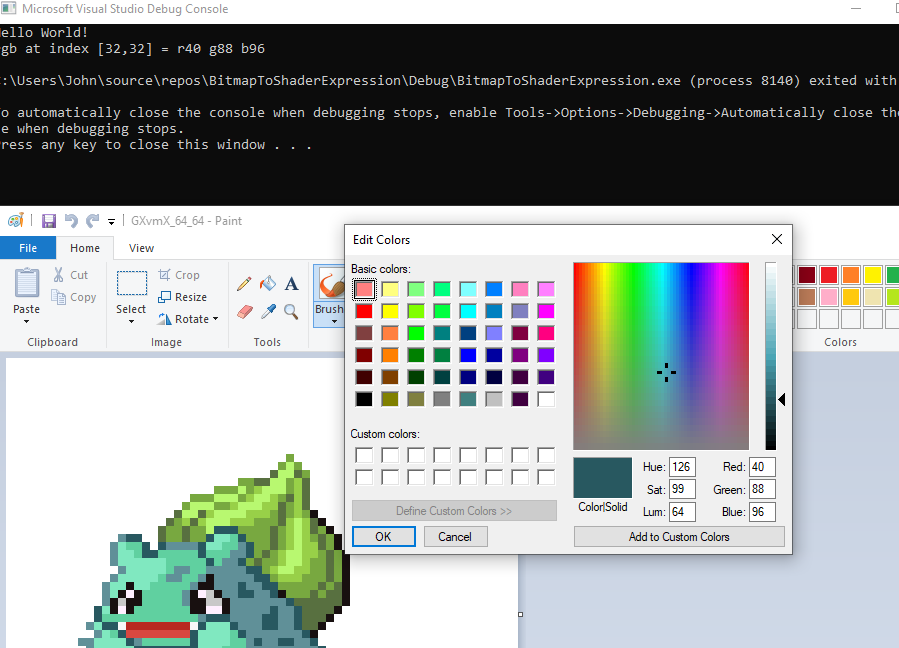 Microsoft Visual Studio Debug Console
ello World!
gb at index [32,32] = r40 g88 b96
:\Users\John\source\repos\BitmapToShaderExpression\Debug\BitmapToShaderExpression.exe (process 8140) exited with
o automatically close the console when debugging stops, enable Tools->Options->Debugging->Automatically close th
e when debugging stops.
ress any key to close this window . . .
GXvmX_64_64 - Paint
File Home View
Paste
Cut
Copy
Clipboard
Select
Crop
Resize
Rotate
Image
Tools
Brush
Colors
Edit Colors
Basic colors:
Custom colors:
Define Custom Colors >>
OK Cancel
Color|Solid
Hue: 126 Red: 40
Sat: 99 Green: 88
Lum: 64 Blue: 96
Add to Custom Colors